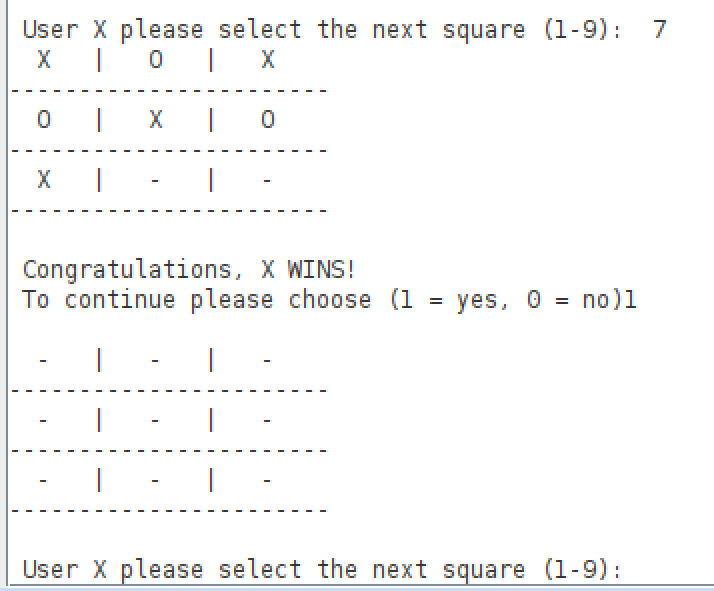 User X please select the next square (1-9):  7
  X   |   O   |   X
-----------------------
  O   |   X   |   O
-----------------------
  X   |   -   |   -
-----------------------
Congratulations, X WINS!
To continue please choose (1 = yes, 0 = no)1
  -   |   -   |   -
-----------------------
  -   |   -   |   -
-----------------------
  -   |   -   |   -
-----------------------
User X please select the next square (1-9):